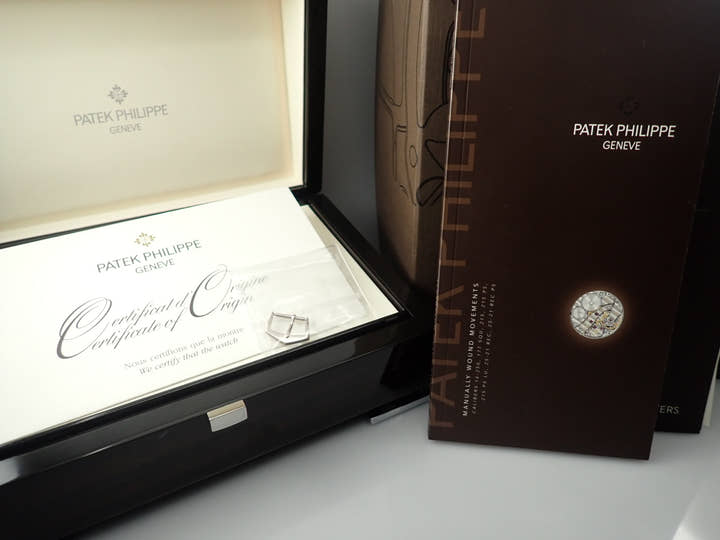 PATEK PHILIPPE
GENEVE
PATEK PHILIPPE
GENEVE
Certificat d'Origine
Certificate of Origin
Nous certifions que la montre
We certify that the watch
PATEK PHILIPPE
PATEK PHILIPPE
GENEVE
MANUALLY WOUND MOVEMENTS
TERS